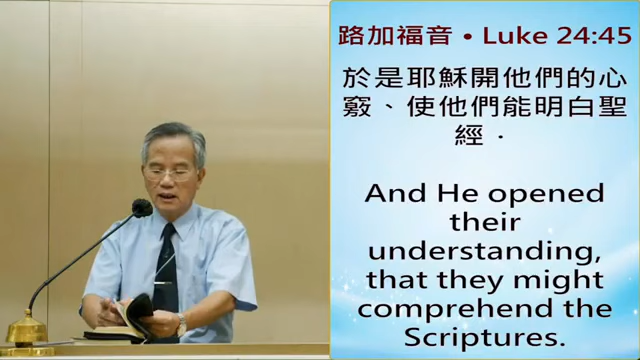 路加福音 • Luke 24:45
於是耶穌開他們的心
竅、使他們能明白聖
經．
And He opened
their
understanding,
that they might
comprehend the
Scriptures.